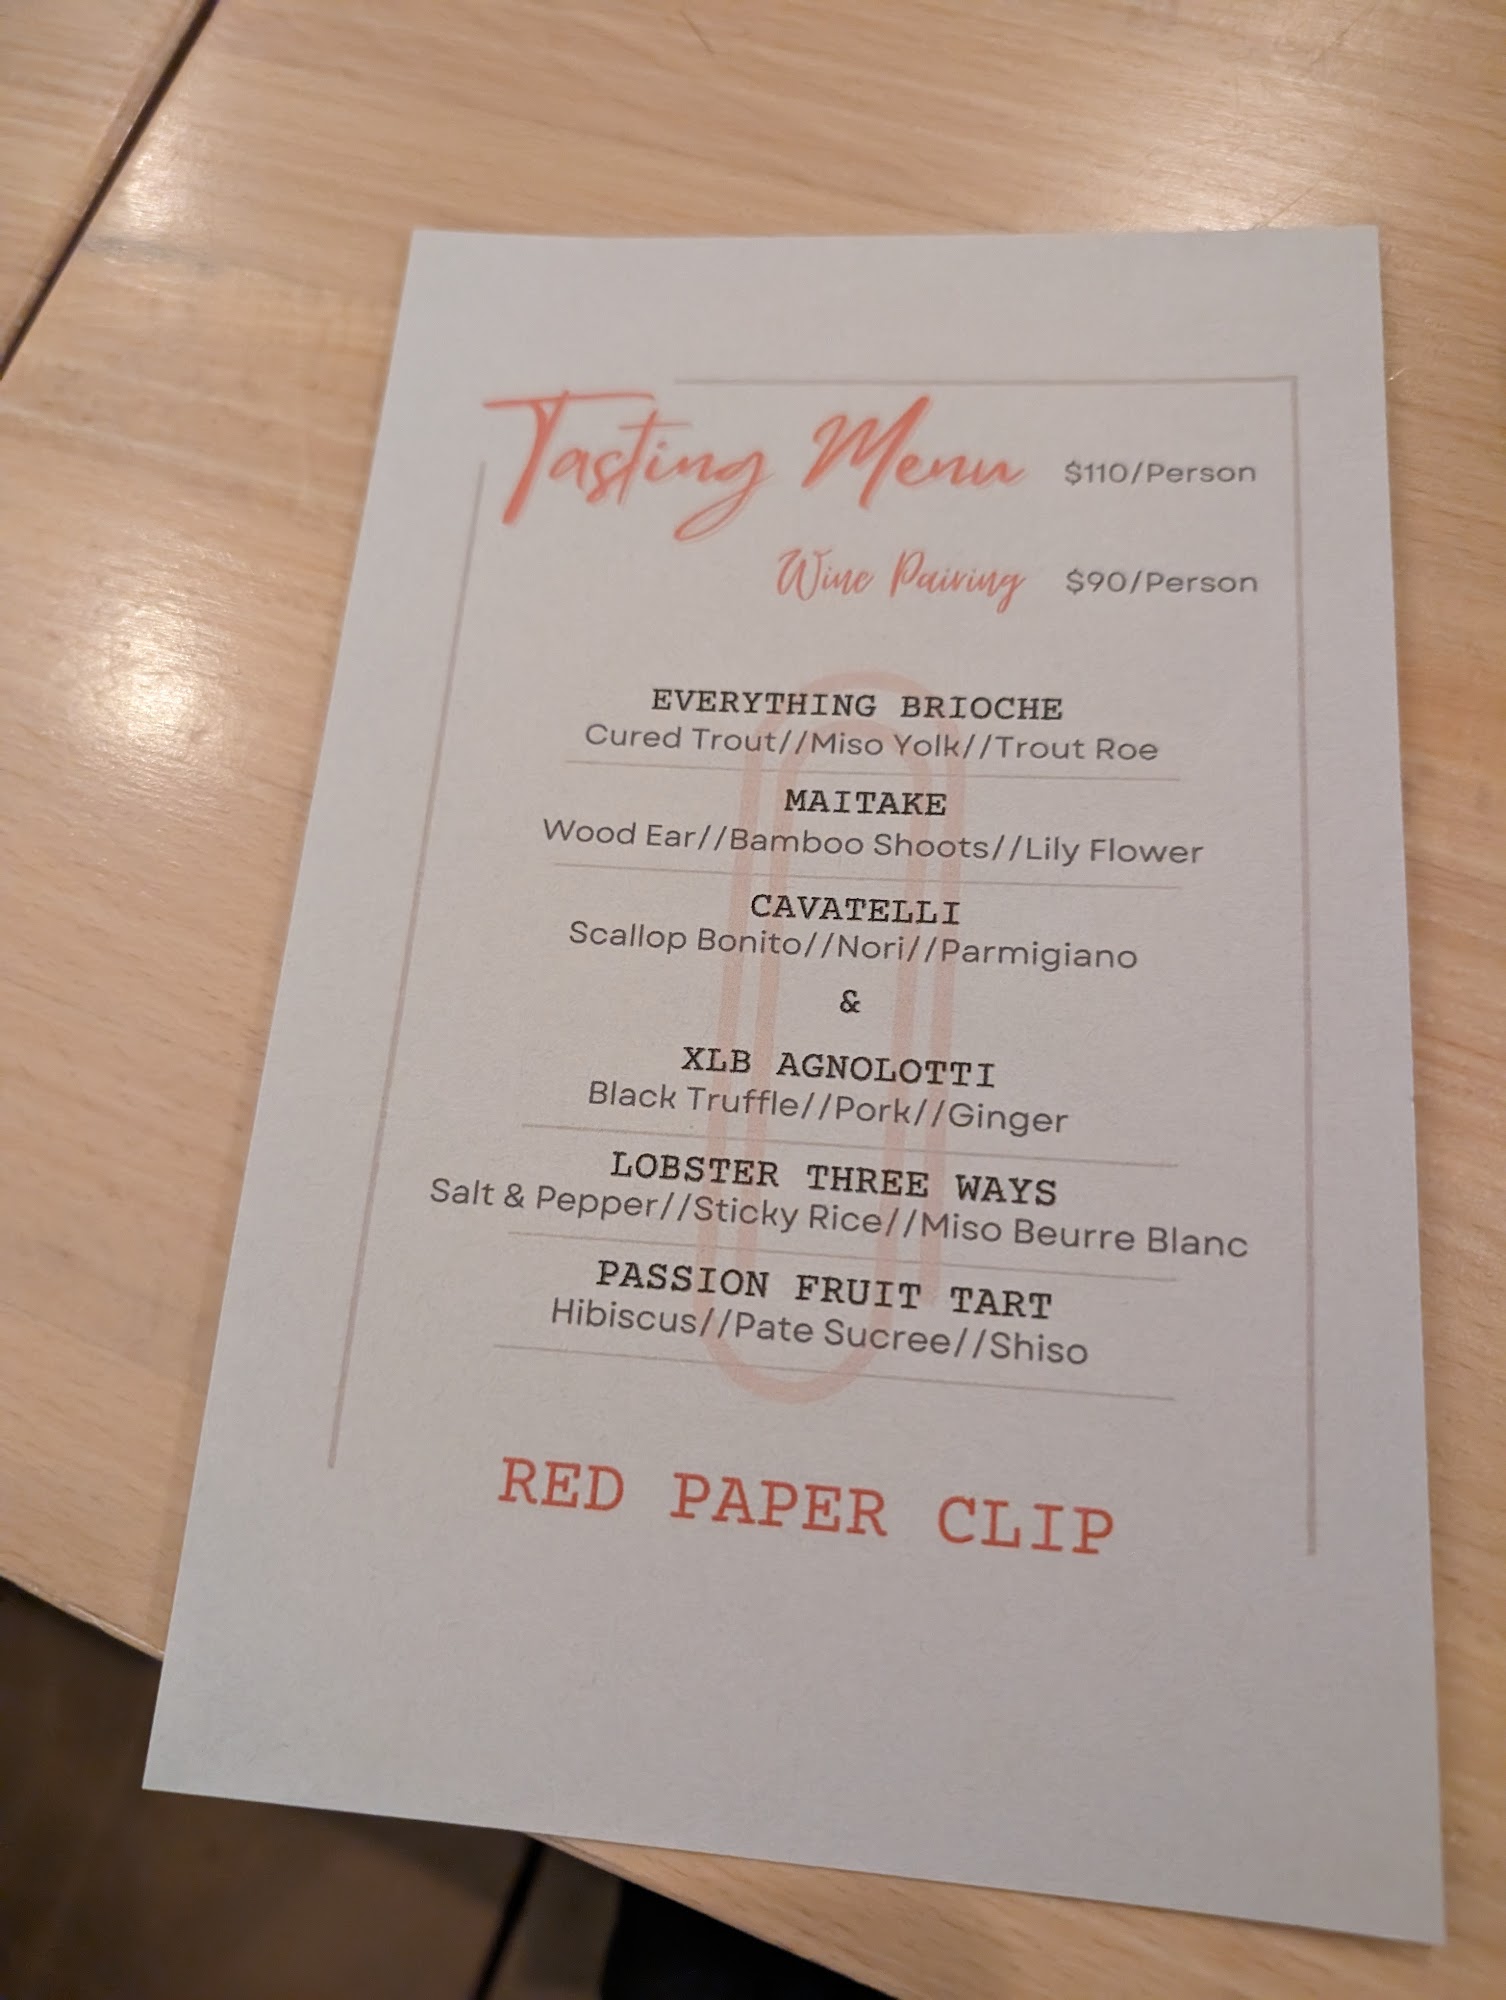 Tasting Menu $110/Person
Wine Pairing $90/Person
EVERYTHING BRIOCHE
Cured Trout//Miso Yolk//Trout Roe
MAITAKE
Wood Ear//Bamboo Shoots//Lily Flower
CAVATELLI
Scallop Bonito//Nori//Parmigiano
&
XLB AGNOLOTTI
Black Truffle//Pork//Ginger
LOBSTER THREE WAYS
Salt & Pepper//Sticky Rice//Miso Beurre Blanc
PASSION FRUIT TART
Hibiscus//Pate Sucree//Shiso
RED PAPER CLIP